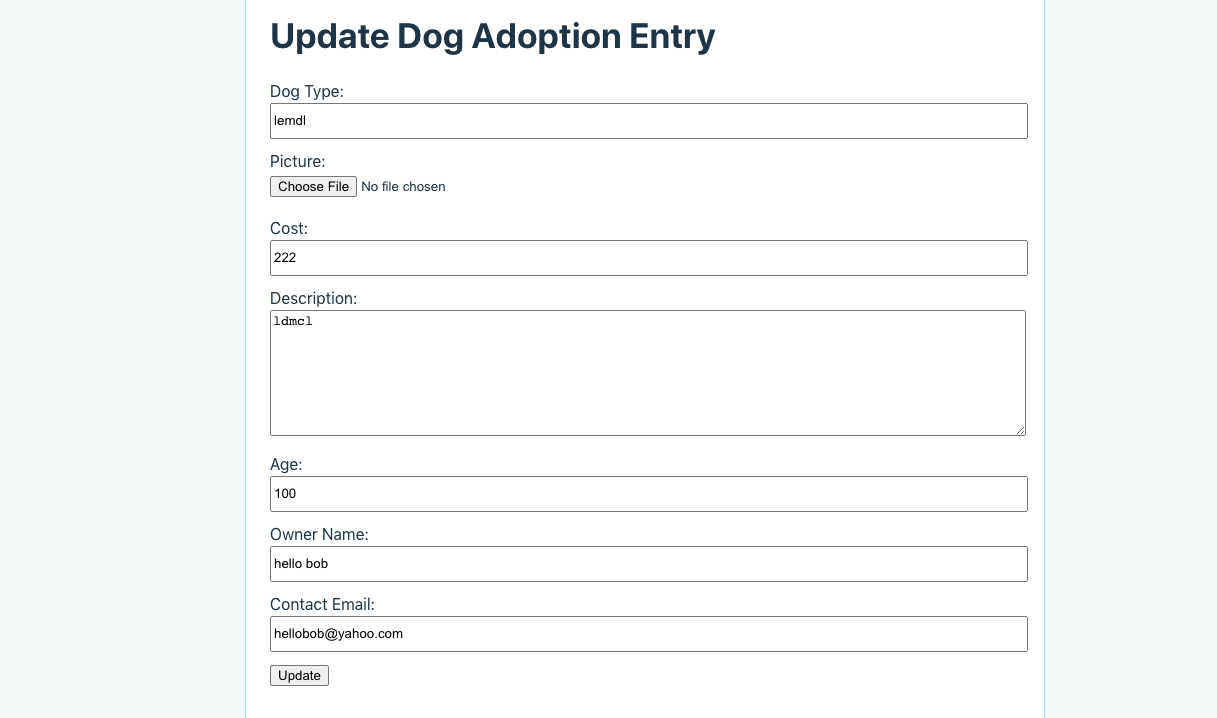 Update Dog Adoption Entry
Dog Type:
lemdl
Picture:
Choose File No file chosen
Cost:
222
Description:
ldmcl
Age:
100
Owner Name:
hello bob
Contact Email:
hellobob@yahoo.com
Update